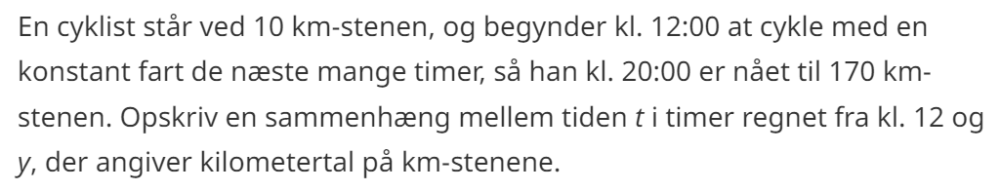 En cyklist står ved 10 km-stenen, og begynder kl. 12:00 at cykle med en
konstant fart de næste mange timer, så han kl. 20:00 er nået til 170 km-
stenen. Opskriv en sammenhæng mellem tiden t i timer regnet fra kl. 12 og
y, der angiver kilometertal på km-stenene.